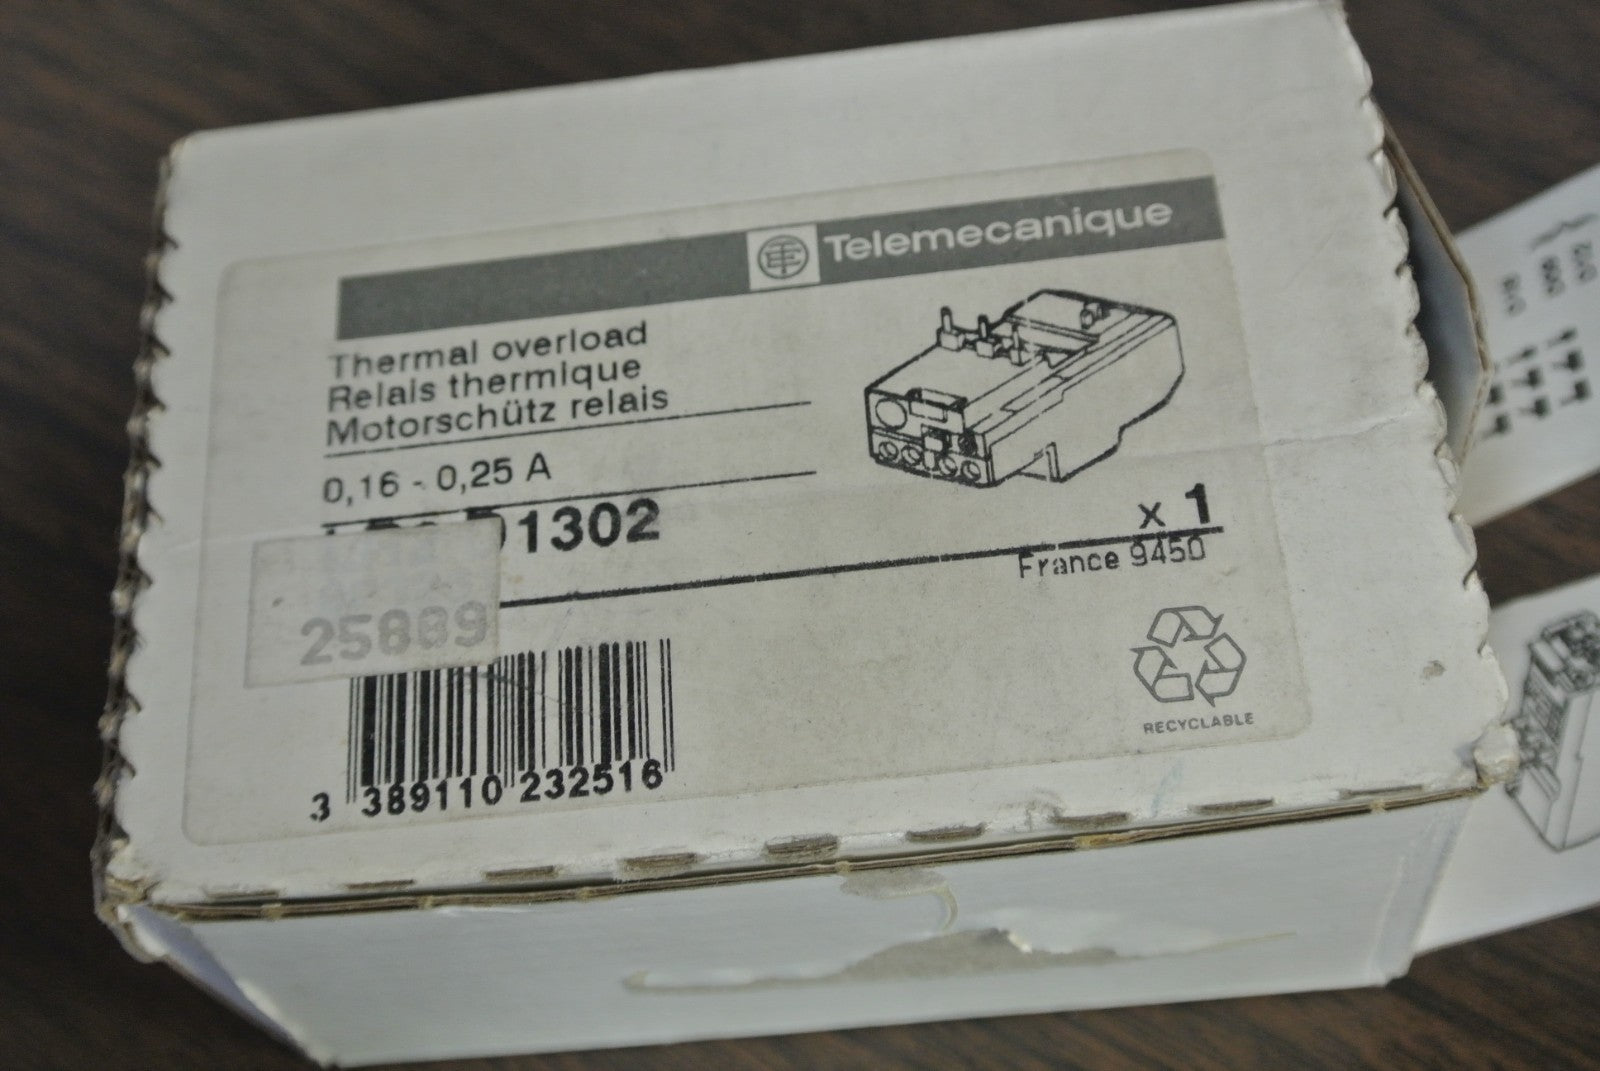 Telemecanique
Thermal overload
Relais thermique
Motorschütz relais
0,16 - 0,25 A
D1302
x 1
France 9450
25889
3 389110 232516
RECYCLABLE